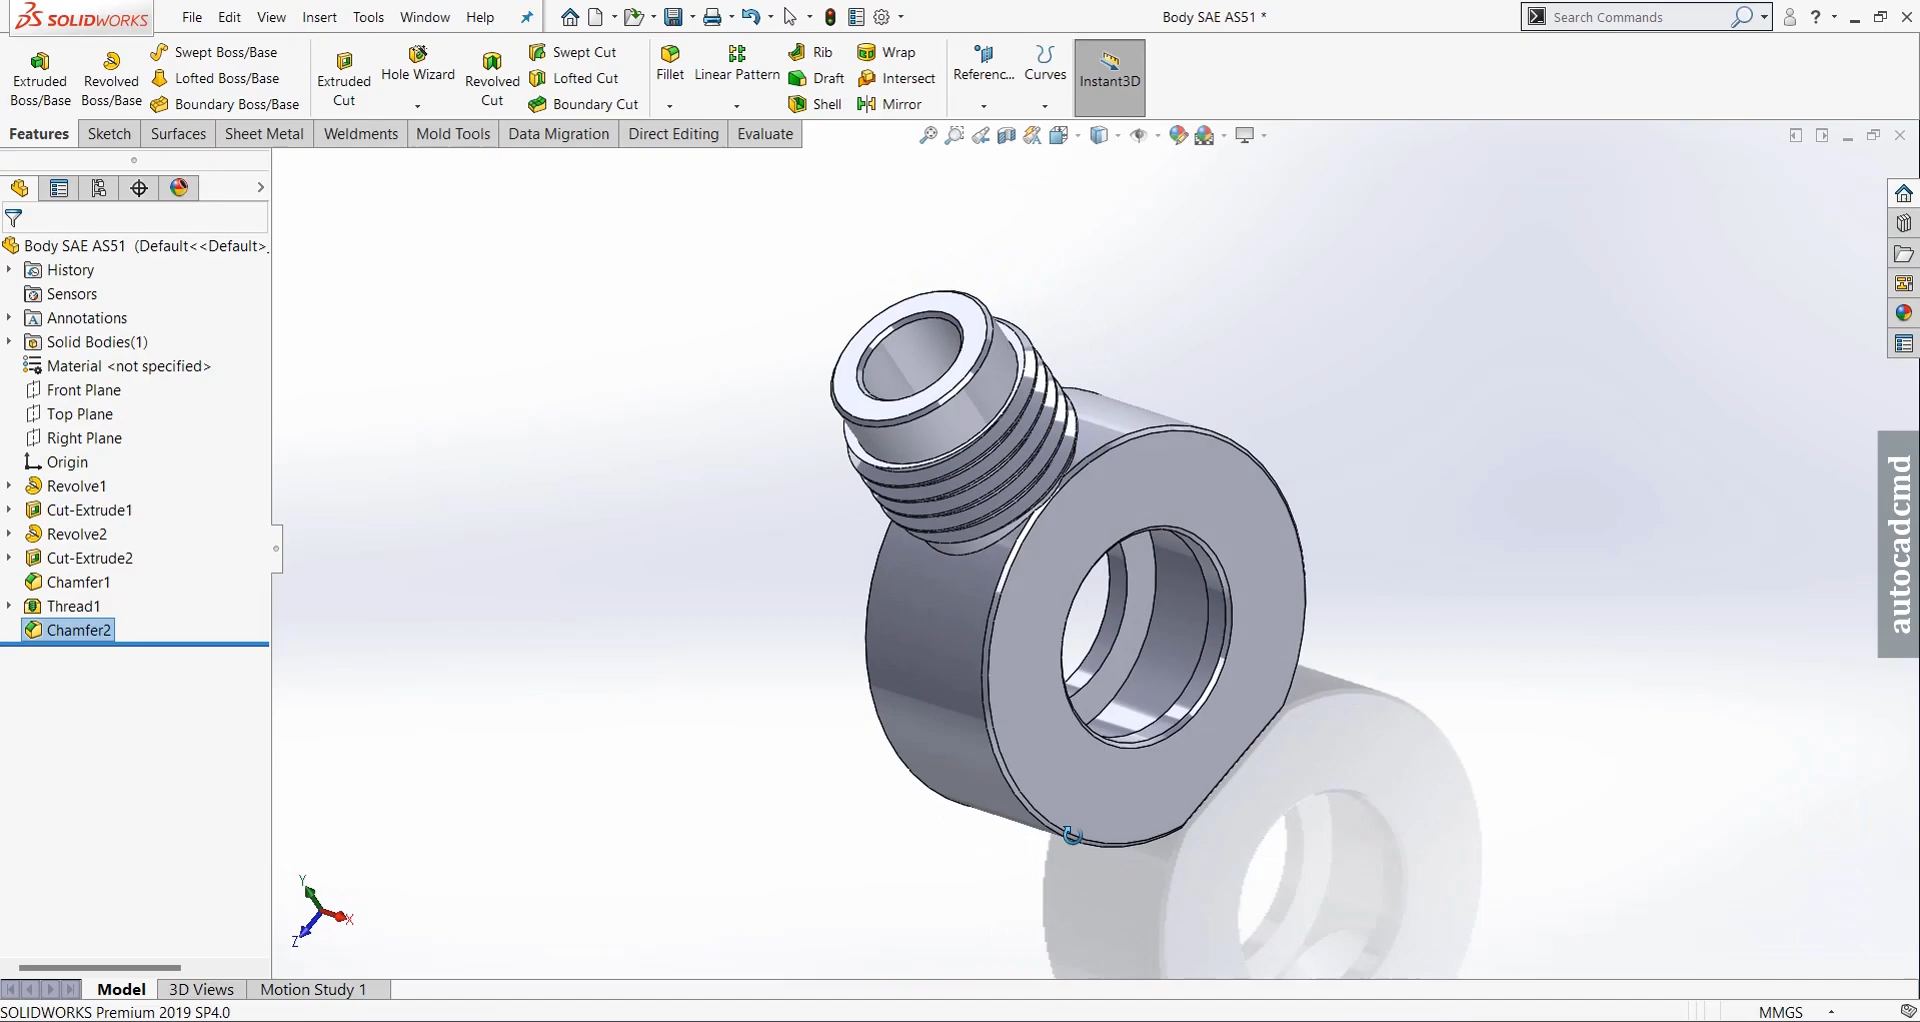 SOLIDWORKS File Edit View Insert Tools Window Help Body SAE AS51 * Search Commands ?
Extruded Boss/Base
Revolved Boss/Base
Swept Boss/Base
Lofted Boss/Base
Boundary Boss/Base
Extruded Cut
Hole Wizard
Revolved Cut
Swept Cut
Lofted Cut
Boundary Cut
Fillet
Linear Pattern
Rib
Draft
Shell
Wrap
Intersect
Mirror
Referenc...
Curves
Instant3D
Features Sketch Surfaces Sheet Metal Weldments Mold Tools Data Migration Direct Editing Evaluate
Body SAE AS51 (Default<<Default>
History
Sensors
Annotations
Solid Bodies(1)
Material <not specified>
Front Plane
Top Plane
Right Plane
Origin
Revolve1
Cut-Extrude1
Revolve2
Cut-Extrude2
Chamfer1
Thread1
Chamfer2
autocadcmd
Y
X
Z
Model 3D Views Motion Study 1
SOLIDWORKS Premium 2019 SP4.0 MMGS